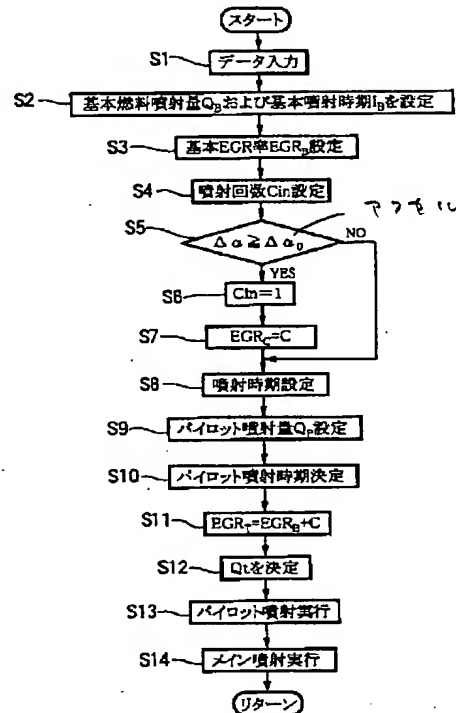 スタート
S1 データ入力
S2 基本燃料噴射量QBおよび基本噴射時期IBを設定
S3 基本EGR率EGRB設定
S4 噴射回数Cin設定
アクセル
S5 Δα≧Δα0 NO
YES
S6 Cin=1
S7 EGRC=C
S8 噴射時期設定
S9 パイロット噴射量QP設定
S10 パイロット噴射時期決定
S11 EGRT=EGRB+C
S12 Qtを決定
S13 パイロット噴射実行
S14 メイン噴射実行
リターン